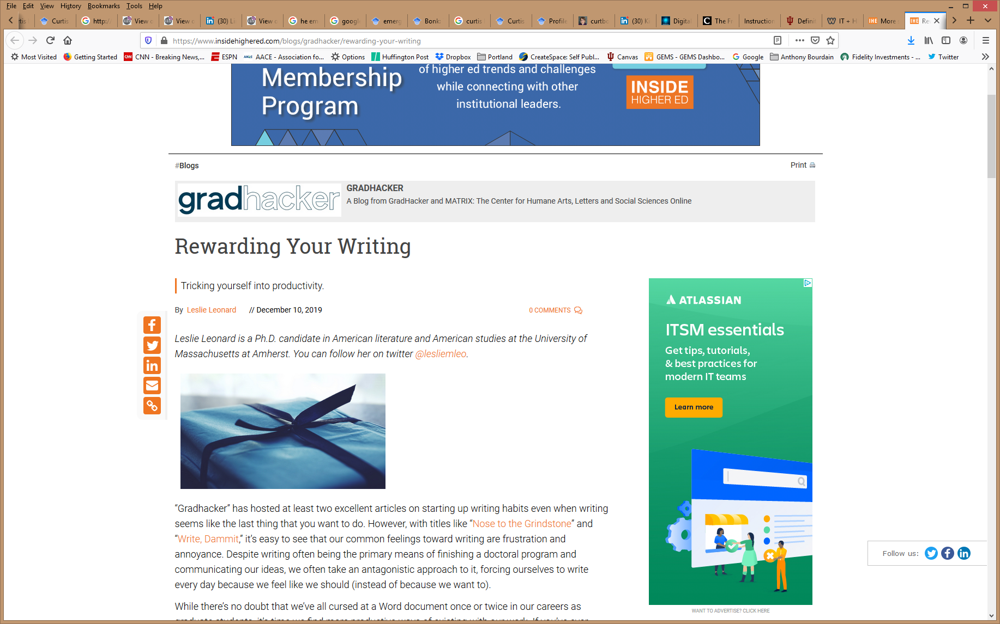 File Edit View History Bookmarks Tools Help
Curtis
http:/
View o
View o
(30) Li
View o
he em
googl
emerg
Bonk
curtis
Curtis
Profile
curtbo
(30) Ki
Digital
The Fr
Instruction
Definit
IT + H
More
Re
https://www.insidehighered.com/blogs/gradhacker/rewarding-your-writing
Most Visited Getting Started CNN - Breaking News,... ESPN AACE - Association fo... Options Huffington Post Dropbox Portland CreateSpace: Self Publ... Canvas GEMS - GEMS Dashbo... Google Anthony Bourdain Fidelity Investments - ... Twitter
Membership
Program
of higher ed trends and challenges
while connecting with other
institutional leaders.
INSIDE
HIGHER ED
#Blogs
Print
gradhacker
GRADHACKER
A Blog from GradHacker and MATRIX: The Center for Humane Arts, Letters and Social Sciences Online
Rewarding Your Writing
Tricking yourself into productivity.
By Leslie Leonard // December 10, 2019
0 COMMENTS
Leslie Leonard is a Ph.D. candidate in American literature and American studies at the University of
Massachusetts at Amherst. You can follow her on twitter @lesliemleo.
“Gradhacker” has hosted at least two excellent articles on starting up writing habits even when writing
seems like the last thing that you want to do. However, with titles like “Nose to the Grindstone” and
“Write, Dammit,” it’s easy to see that our common feelings toward writing are frustration and
annoyance. Despite writing often being the primary means of finishing a doctoral program and
communicating our ideas, we often take an antagonistic approach to it, forcing ourselves to write
every day because we feel like we should (instead of because we want to).
While there’s no doubt that we’ve all cursed at a Word document once or twice in our careers as
ATLASSIAN
ITSM essentials
Get tips, tutorials,
& best practices for
modern IT teams
Learn more
WANT TO ADVERTISE? CLICK HERE
Follow us: